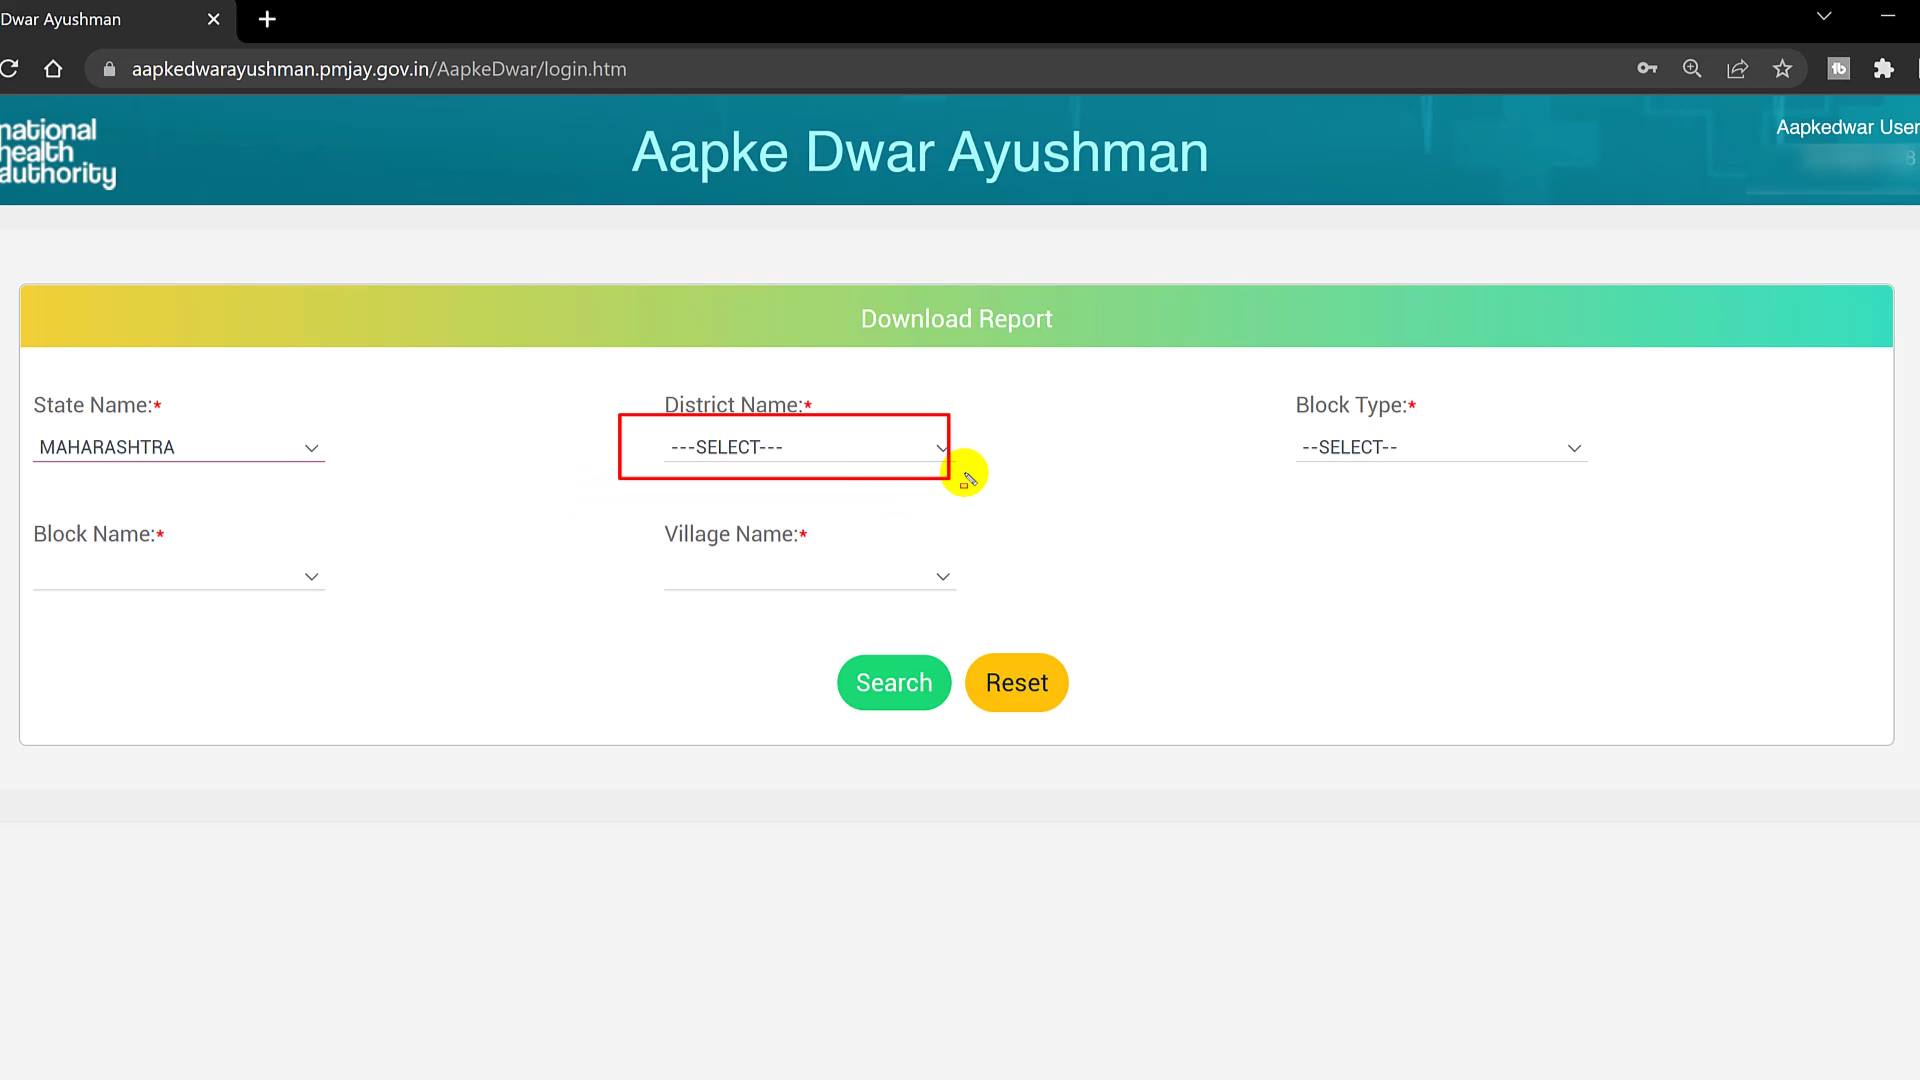 Dwar Ayushman
aapkedwarayushman.pmjay.gov.in/AapkeDwar/login.htm
national
health
authority
Aapke Dwar Ayushman
Aapkedwar User
8
Download Report
State Name:*
District Name:*
Block Type:*
MAHARASHTRA
---SELECT---
--SELECT--
Block Name:*
Village Name:*
Search
Reset